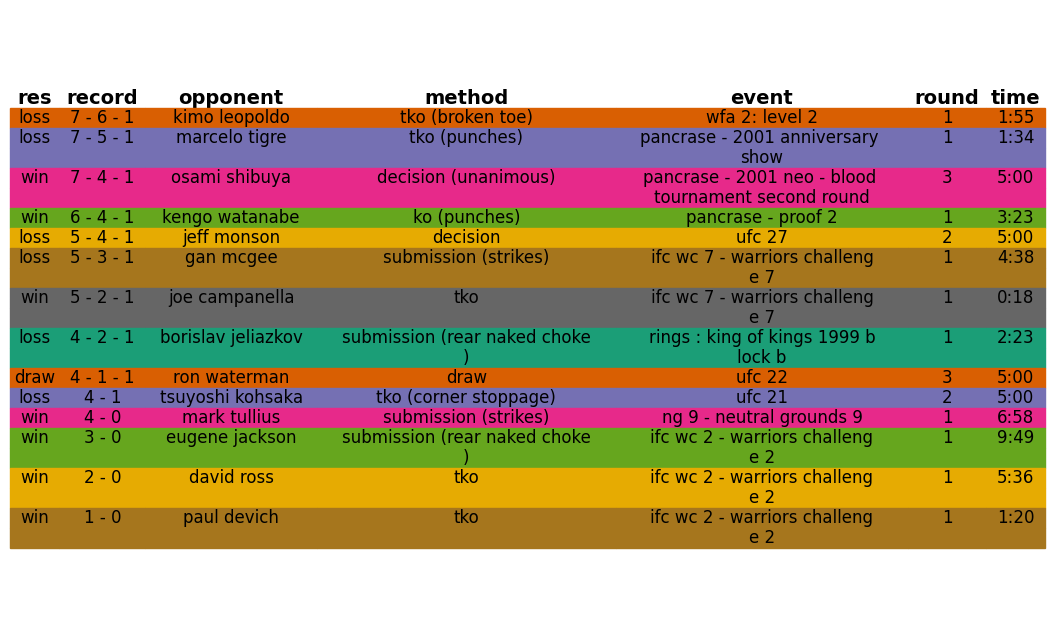 res record opponent method event round time
loss 7 - 6 - 1 kimo leopoldo tko (broken toe) wfa 2: level 2 1 1:55
loss 7 - 5 - 1 marcelo tigre tko (punches) pancrase - 2001 anniversary 1 1:34
show
win 7 - 4 - 1 osami shibuya decision (unanimous) pancrase - 2001 neo - blood 3 5:00
tournament second round
win 6 - 4 - 1 kengo watanabe ko (punches) pancrase - proof 2 1 3:23
loss 5 - 4 - 1 jeff monson decision ufc 27 2 5:00
loss 5 - 3 - 1 gan mcgee submission (strikes) ifc wc 7 - warriors challeng 1 4:38
e 7
win 5 - 2 - 1 joe campanella tko ifc wc 7 - warriors challeng 1 0:18
e 7
loss 4 - 2 - 1 borislav jeliazkov submission (rear naked choke rings : king of kings 1999 b 1 2:23
) lock b
draw 4 - 1 - 1 ron waterman draw ufc 22 3 5:00
loss 4 - 1 tsuyoshi kohsaka tko (corner stoppage) ufc 21 2 5:00
win 4 - 0 mark tullius submission (strikes) ng 9 - neutral grounds 9 1 6:58
win 3 - 0 eugene jackson submission (rear naked choke ifc wc 2 - warriors challeng 1 9:49
) e 2
win 2 - 0 david ross tko ifc wc 2 - warriors challeng 1 5:36
e 2
win 1 - 0 paul devich tko ifc wc 2 - warriors challeng 1 1:20
e 2